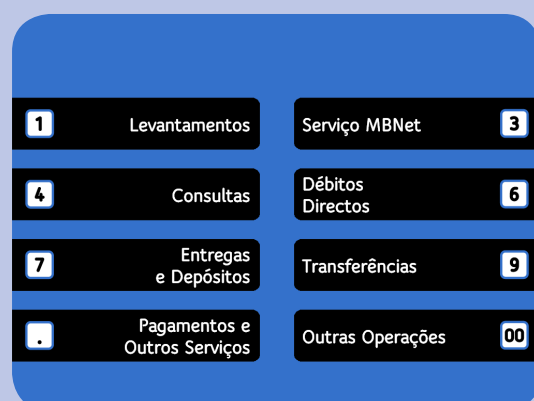 1 Levantamentos
Serviço MBNet 3
4 Consultas
Débitos
Directos 6
7 Entregas
e Depósitos
Transferências 9
. Pagamentos e
Outros Serviços
Outras Operações 00